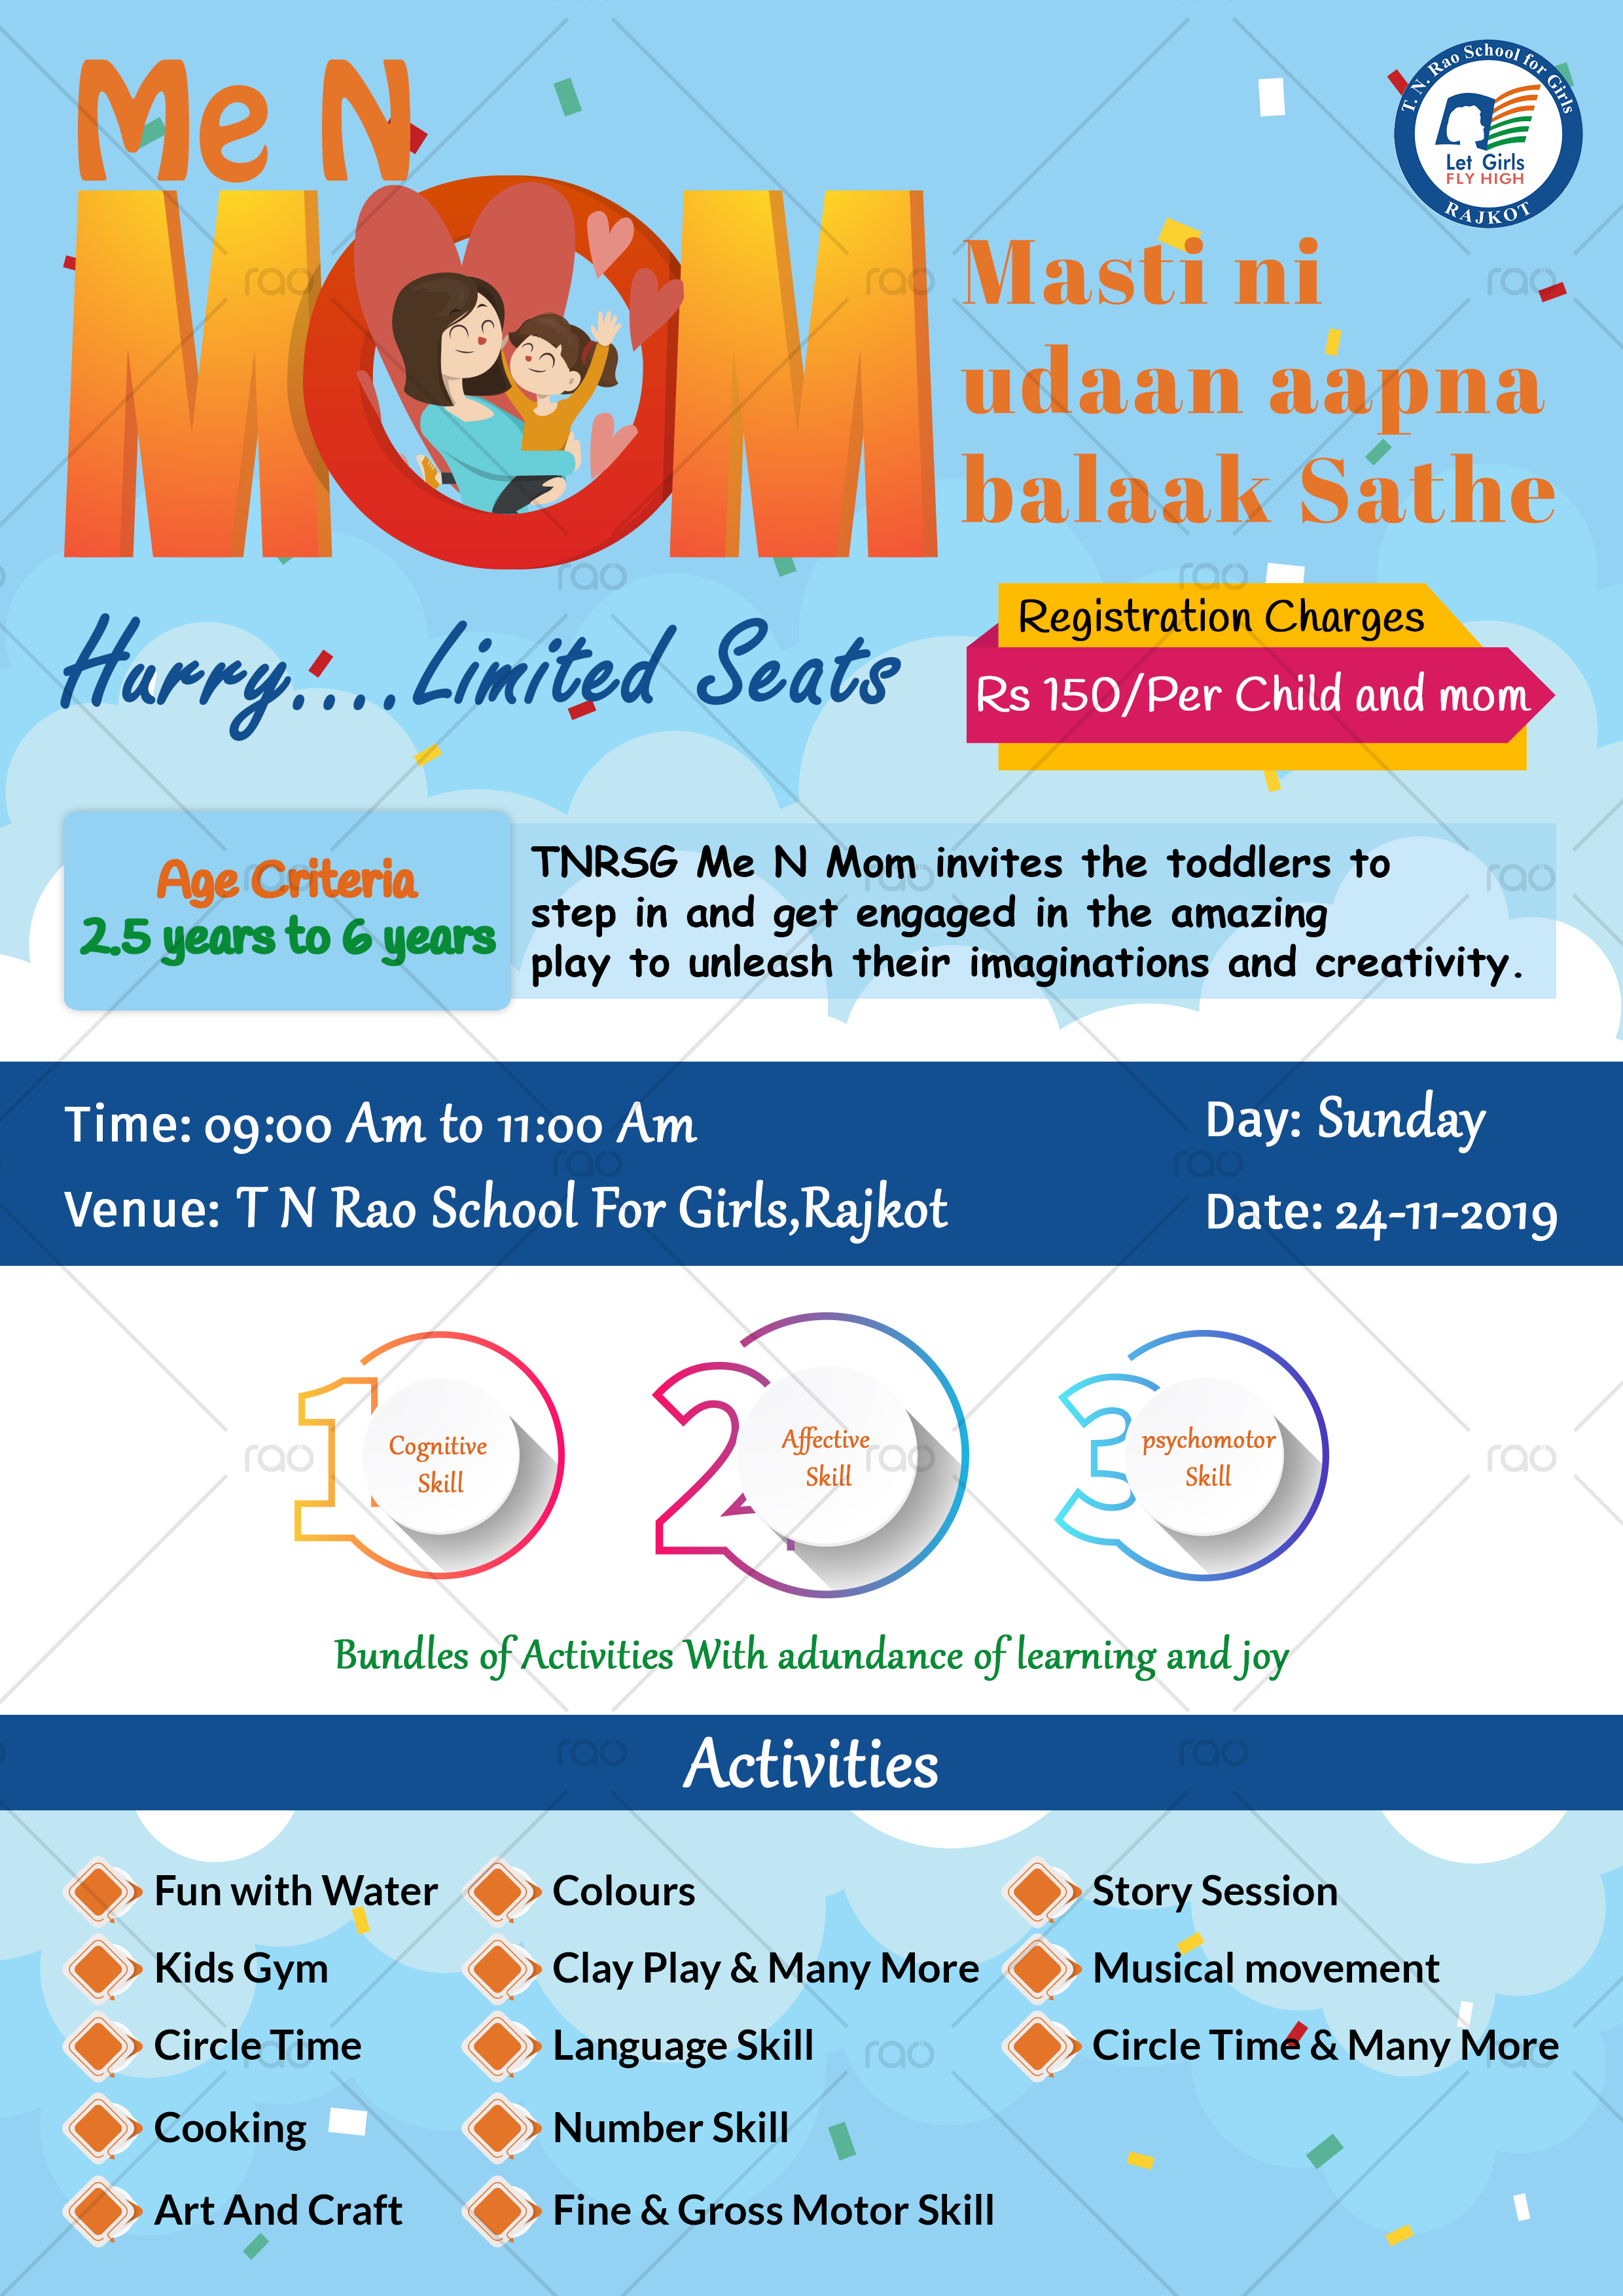 Me N
MOM
T. N. Rao School for Girls
Let Girls
FLY HIGH
RAJKOT
Masti ni
udaan aapna
balaak Sathe
Hurry....Limited Seats
Registration Charges
Rs 150/Per Child and mom
Age Criteria
2.5 years to 6 years
TNRSG Me N Mom invites the toddlers to
step in and get engaged in the amazing
play to unleash their imaginations and creativity.
Time: 09:00 Am to 11:00 Am
Day: Sunday
Venue: T N Rao School For Girls,Rajkot
Date: 24-11-2019
1
Cognitive
Skill
2
Affective
Skill
3
psychomotor
Skill
Bundles of Activities With adundance of learning and joy
Activities
Fun with Water
Kids Gym
Circle Time
Cooking
Art And Craft
Colours
Clay Play & Many More
Language Skill
Number Skill
Fine & Gross Motor Skill
Story Session
Musical movement
Circle Time & Many More
rao